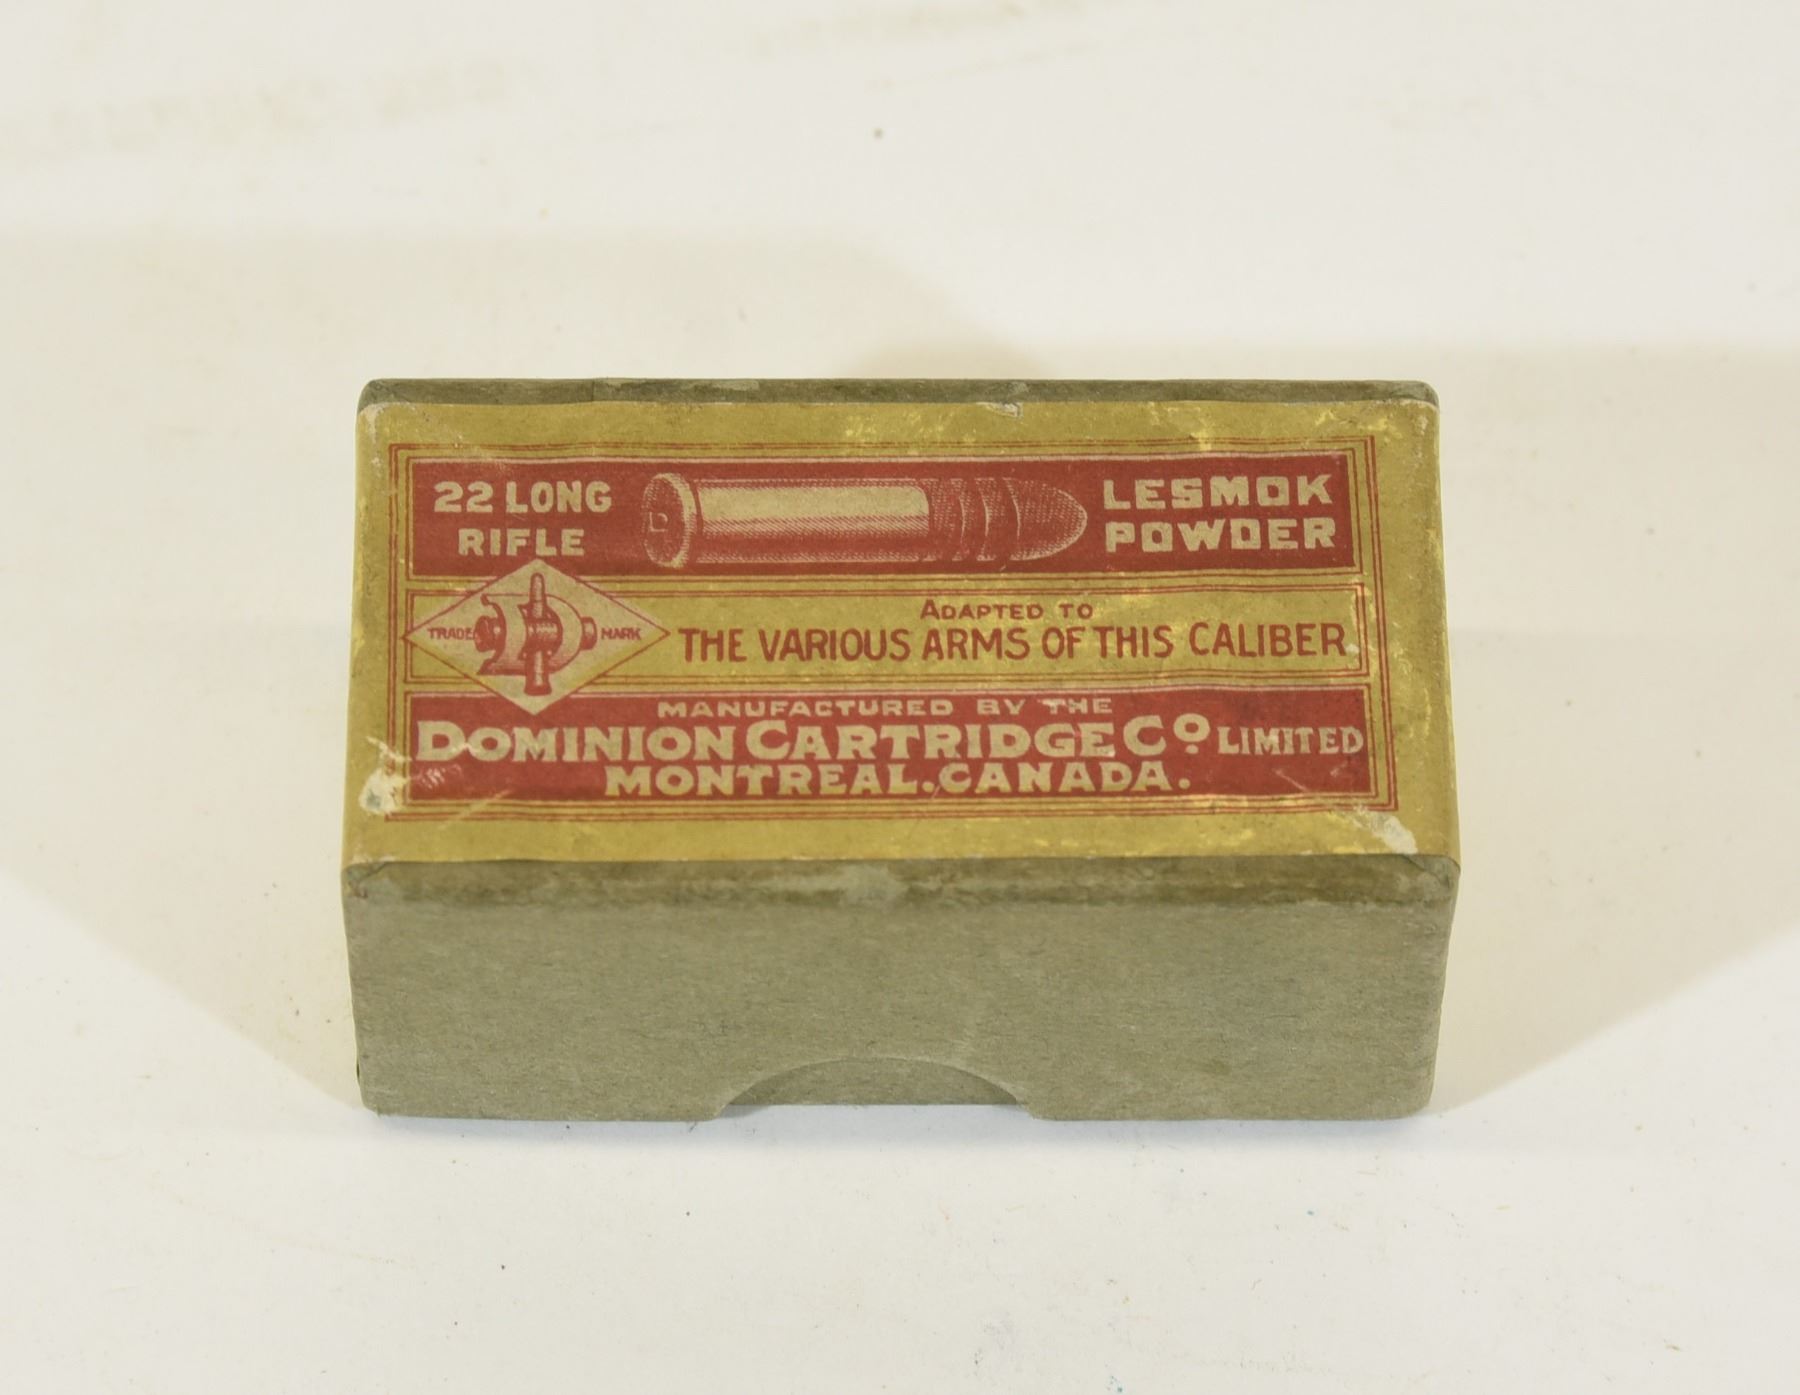 22 LONG
RIFLE
D
LESMOK
POWDER
TRADE MARK
ADAPTED TO
THE VARIOUS ARMS OF THIS CALIBER
MANUFACTURED BY THE
DOMINION CARTRIDGE Co LIMITED
MONTREAL.CANADA.